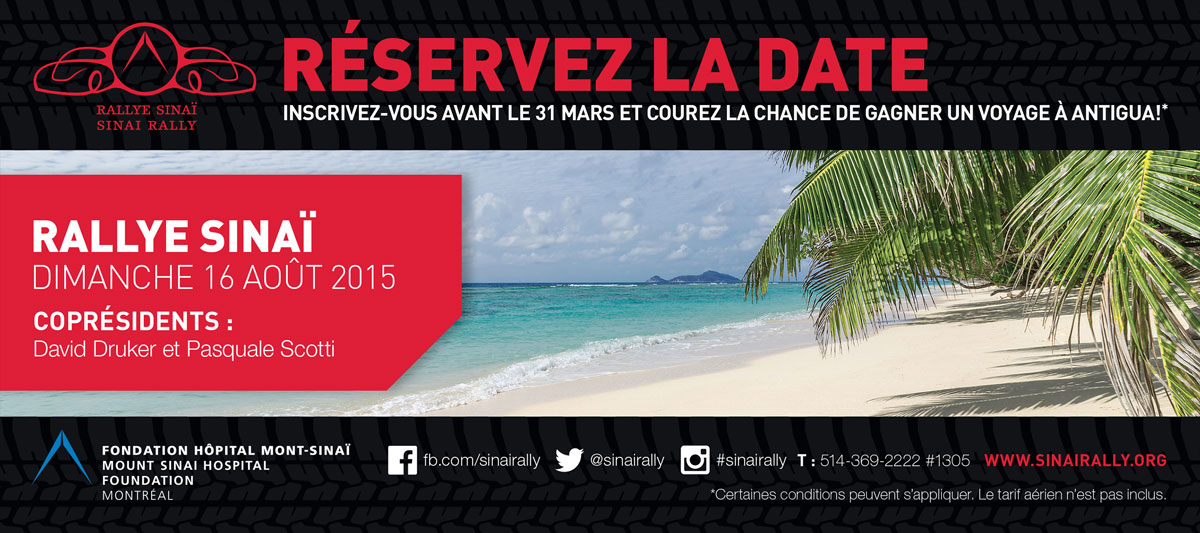 RALLYE SINAÏ
SINAI RALLY
RÉSERVEZ LA DATE
INSCRIVEZ-VOUS AVANT LE 31 MARS ET COUREZ LA CHANCE DE GAGNER UN VOYAGE À ANTIGUA!*
RALLYE SINAÏ
DIMANCHE 16 AOÛT 2015
COPRÉSIDENTS :
David Druker et Pasquale Scotti
FONDATION HÔPITAL MONT-SINAÏ
MOUNT SINAI HOSPITAL
FOUNDATION
MONTRÉAL
fb.com/sinairally @sinairally #sinairally T : 514-369-2222 #1305 WWW.SINAIRALLY.ORG
*Certaines conditions peuvent s'appliquer. Le tarif aérien n'est pas inclus.